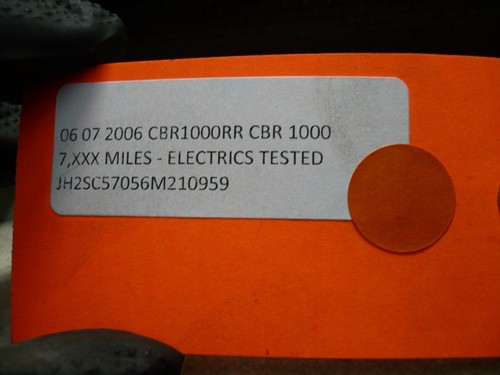 06 07 2006 CBR1000RR CBR 1000
7,XXX MILES - ELECTRICS TESTED
JH2SC57056M210959